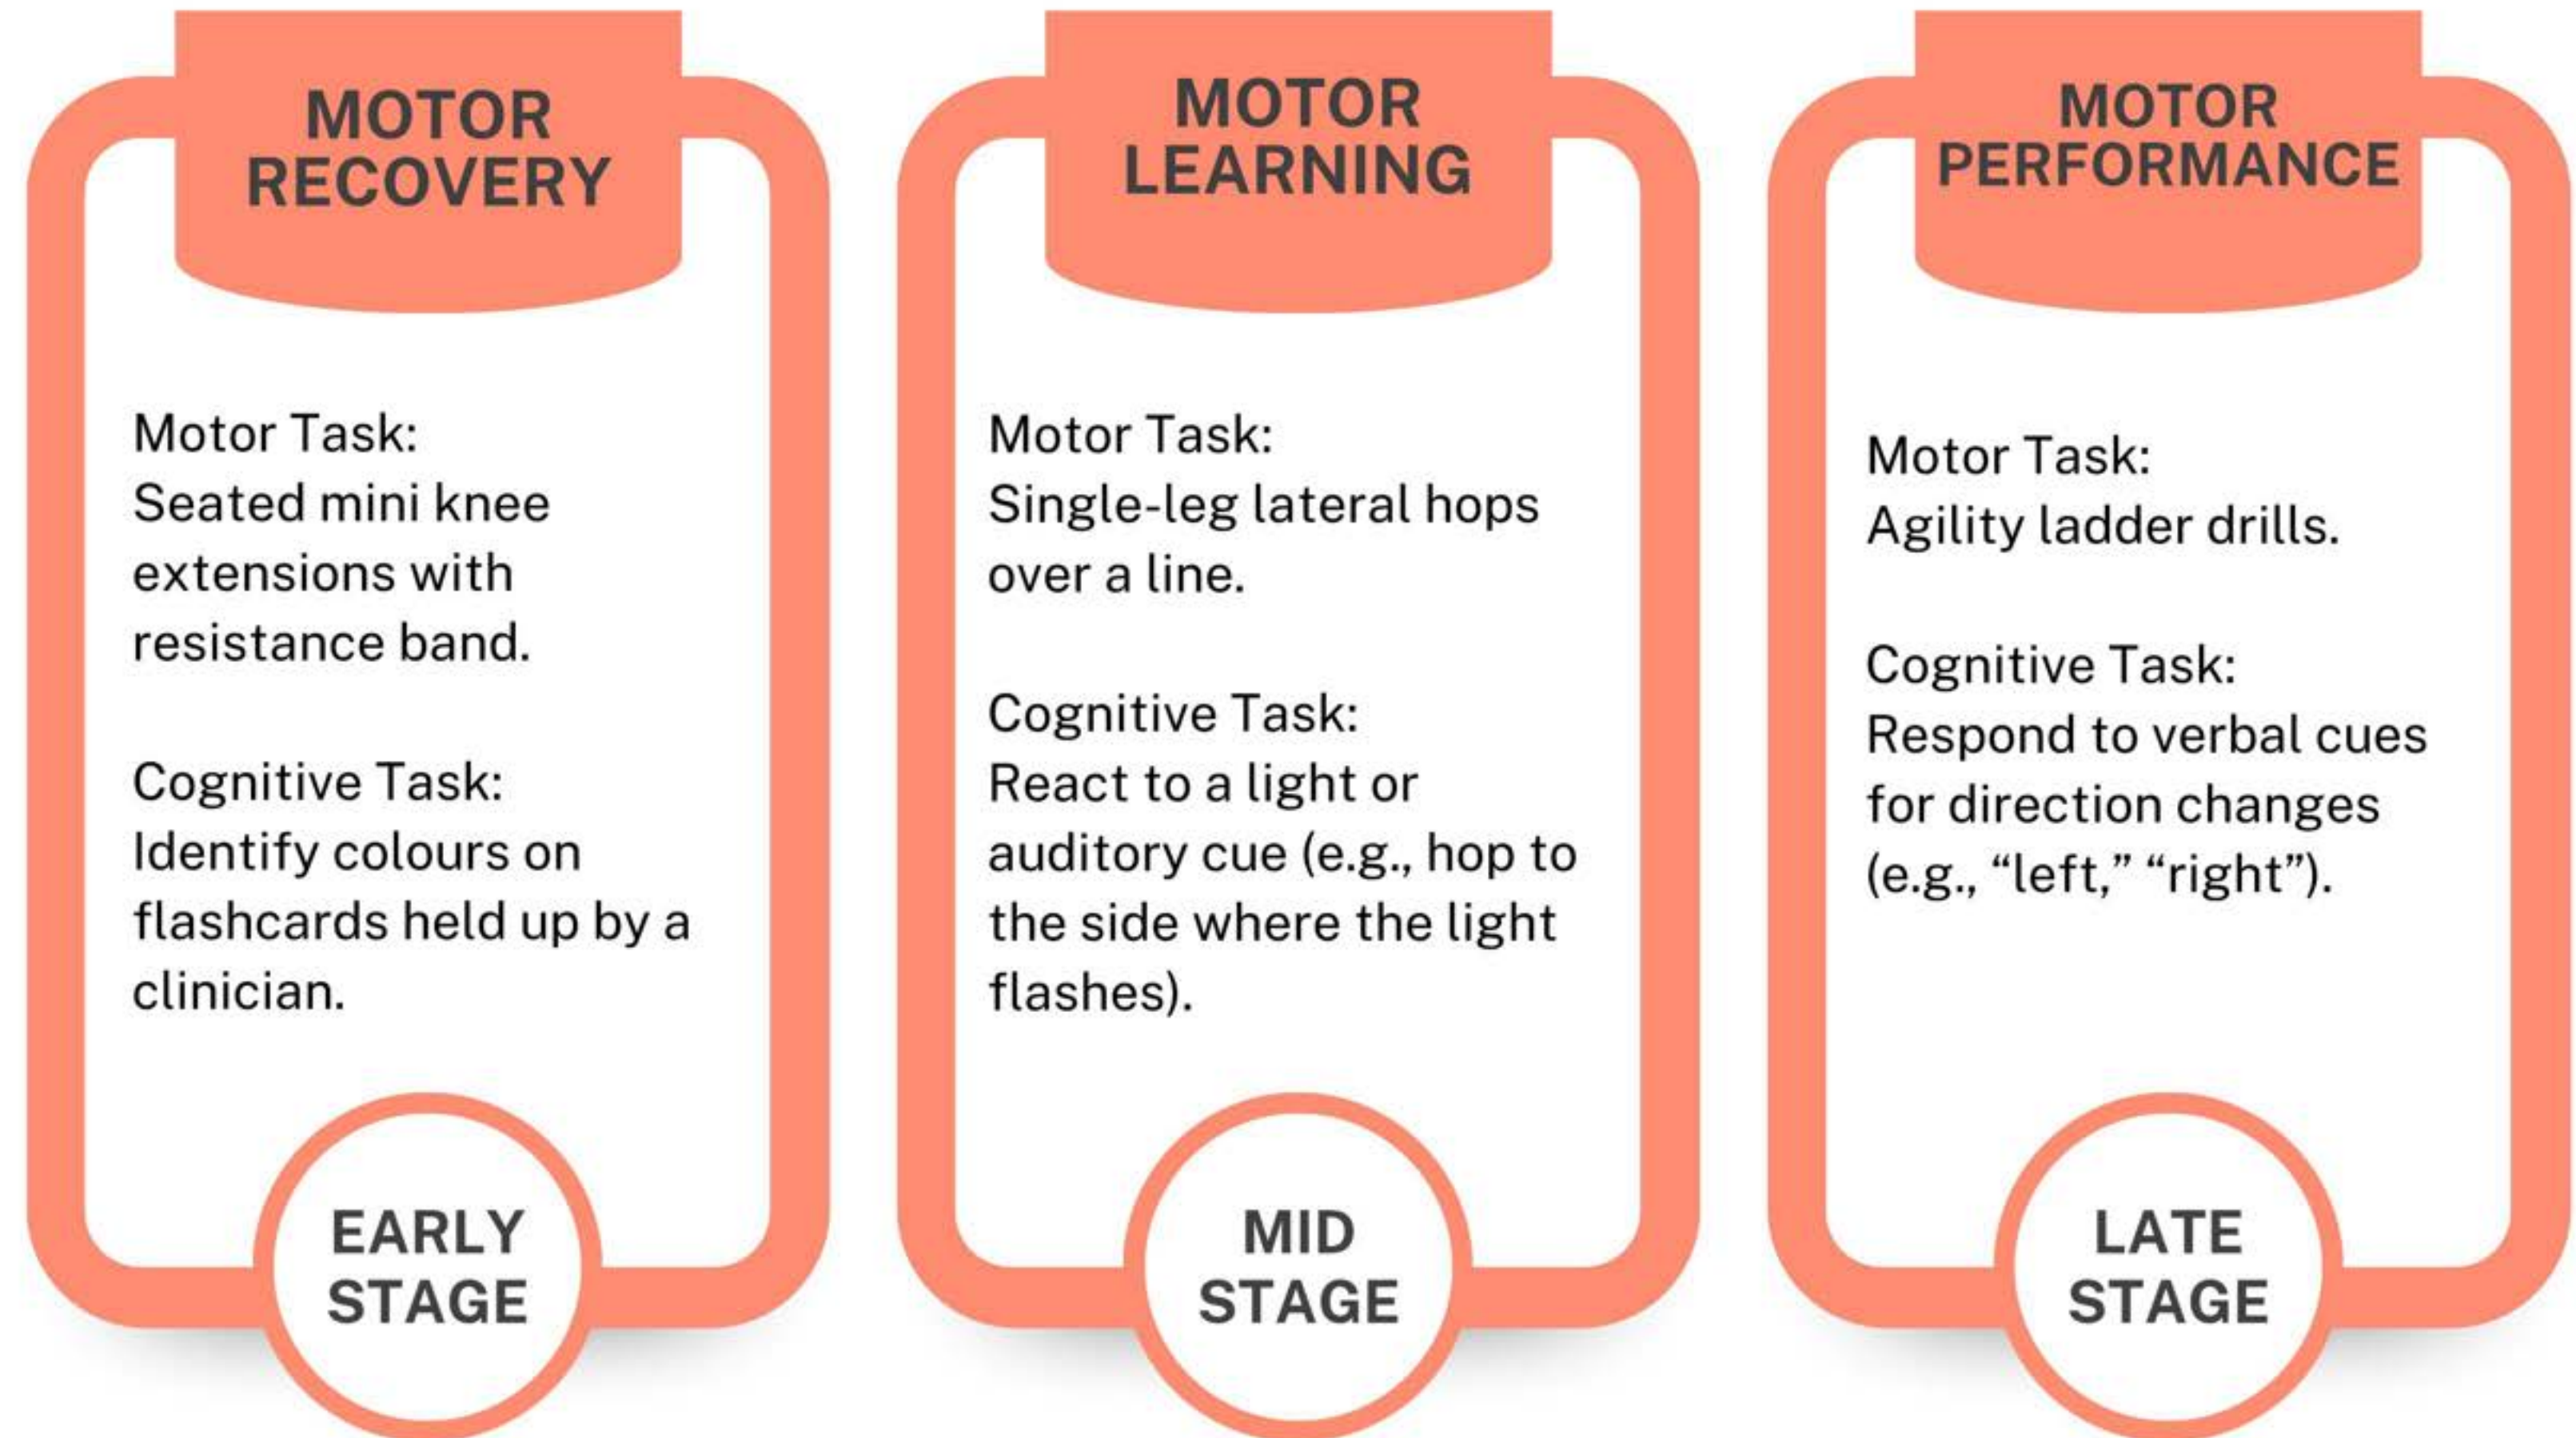 MOTOR
RECOVERY
Motor Task:
Seated mini knee
extensions with
resistance band.
Cognitive Task:
Identify colours on
flashcards held up by a
clinician.
EARLY
STAGE
MOTOR
LEARNING
Motor Task:
Single-leg lateral hops
over a line.
Cognitive Task:
React to a light or
auditory cue (e.g., hop to
the side where the light
flashes).
MID
STAGE
MOTOR
PERFORMANCE
Motor Task:
Agility ladder drills.
Cognitive Task:
Respond to verbal cues
for direction changes
(e.g., “left,” “right”).
LATE
STAGE